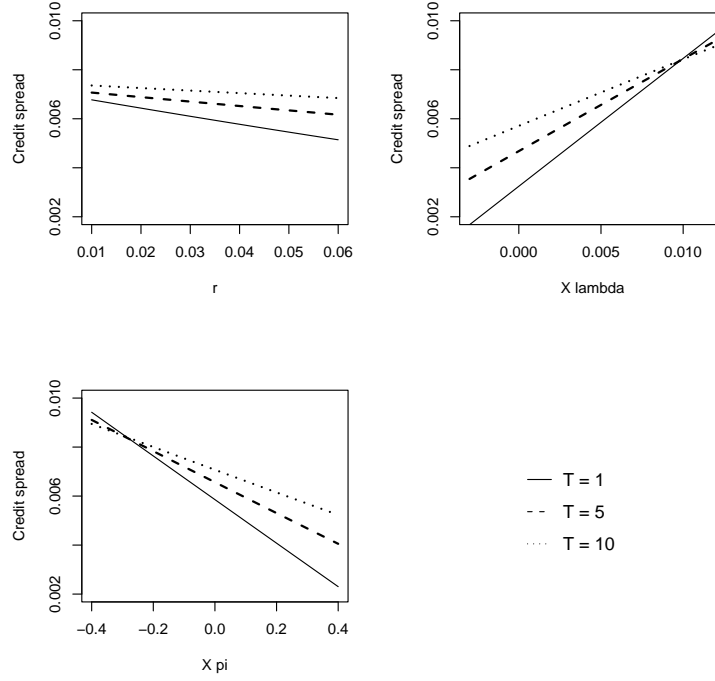 Credit spread
0.002 0.006 0.010
0.01 0.02 0.03 0.04 0.05 0.06
r
Credit spread
0.002 0.006 0.010
0.000 0.005 0.010
X lambda
Credit spread
0.002 0.006 0.010
−0.4 −0.2 0.0 0.2 0.4
X pi
T = 1
T = 5
T = 10